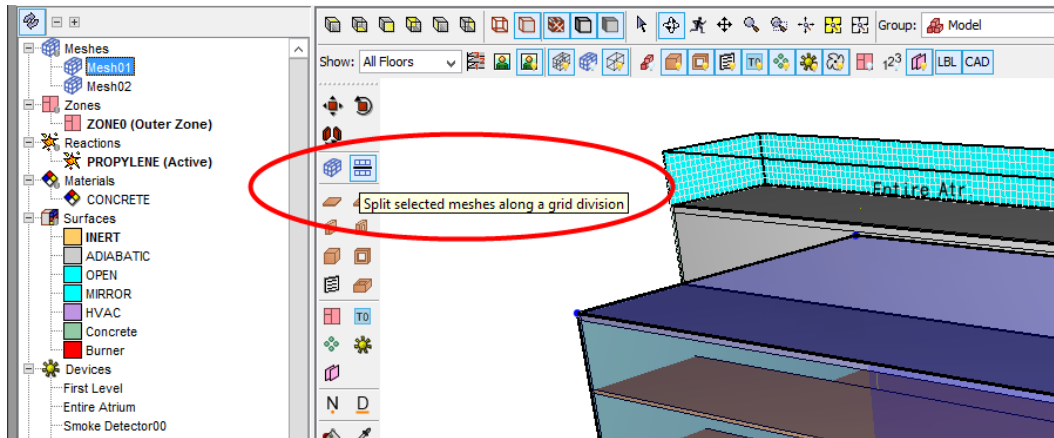 Group: Model
Show: All Floors
1²3
LBL
CAD
Meshes
Mesh01
Mesh02
Zones
ZONE0 (Outer Zone)
Reactions
PROPYLENE (Active)
Materials
CONCRETE
Surfaces
INERT
ADIABATIC
OPEN
MIRROR
HVAC
Concrete
Burner
Devices
First Level
Entire Atrium
Smoke Detector00
Split selected meshes along a grid division
T0
N D
Entire Atr